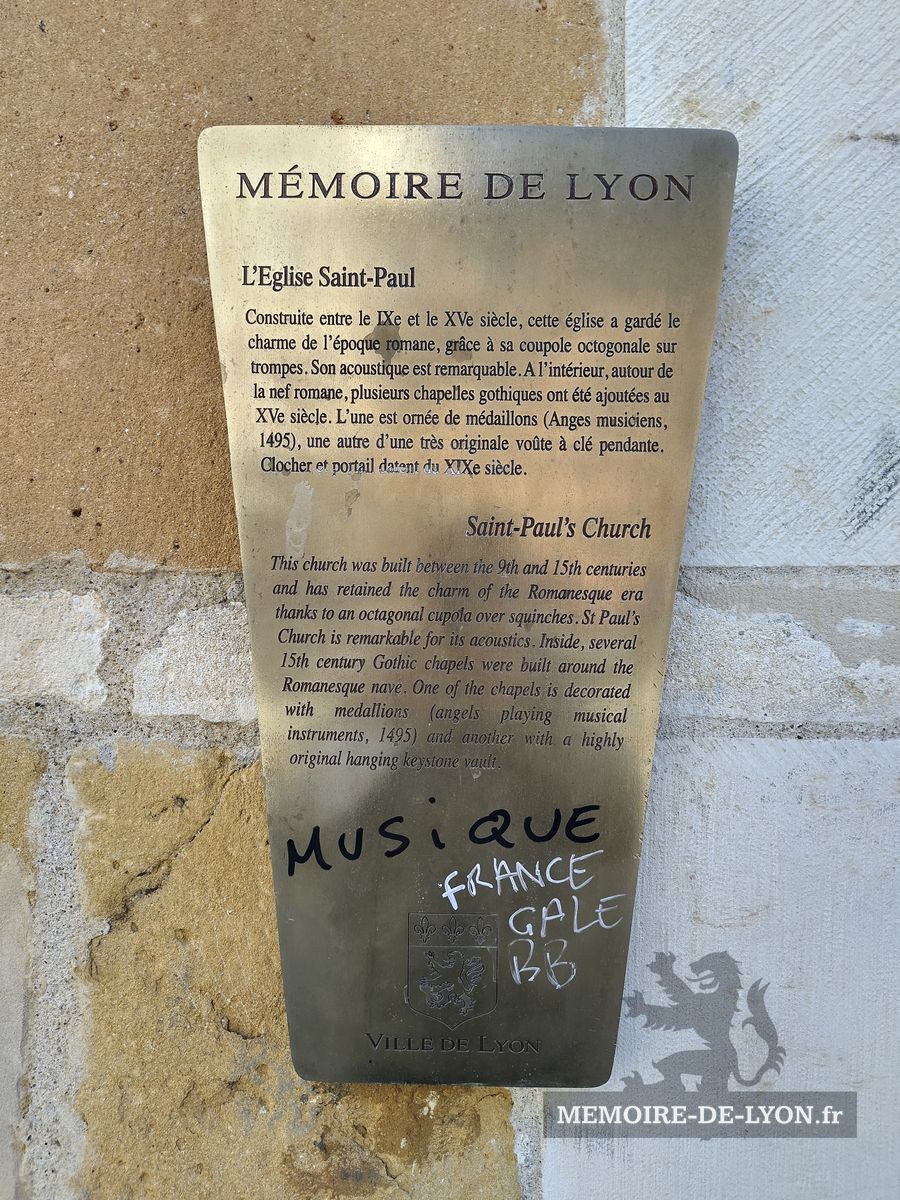 MÉMOIRE DE LYON
L'Eglise Saint-Paul
Construite entre le IXe et le XVe siècle, cette église a gardé le
charme de l'époque romane, grâce à sa coupole octogonale sur
trompes. Son acoustique est remarquable. A l'intérieur, autour de
la nef romane, plusieurs chapelles gothiques ont été ajoutées au
XVe siècle. L'une est ornée de médaillons (Anges musiciens,
1495), une autre d'une très originale voûte à clé pendante.
Clocher et portail datent du XIXe siècle.
Saint-Paul's Church
This church was built between the 9th and 15th centuries
and has retained the charm of the Romanesque era
thanks to an octagonal cupola over squinches. St Paul's
Church is remarkable for its acoustics. Inside, several
15th century Gothic chapels were built around the
Romanesque nave. One of the chapels is decorated
with medallions (angels playing musical
instruments, 1495) and another with a highly
original hanging keystone vault.
MUSiQUE
FRANCE
GALE
BB
VILLE DE LYON
MEMOIRE-DE-LYON.fr